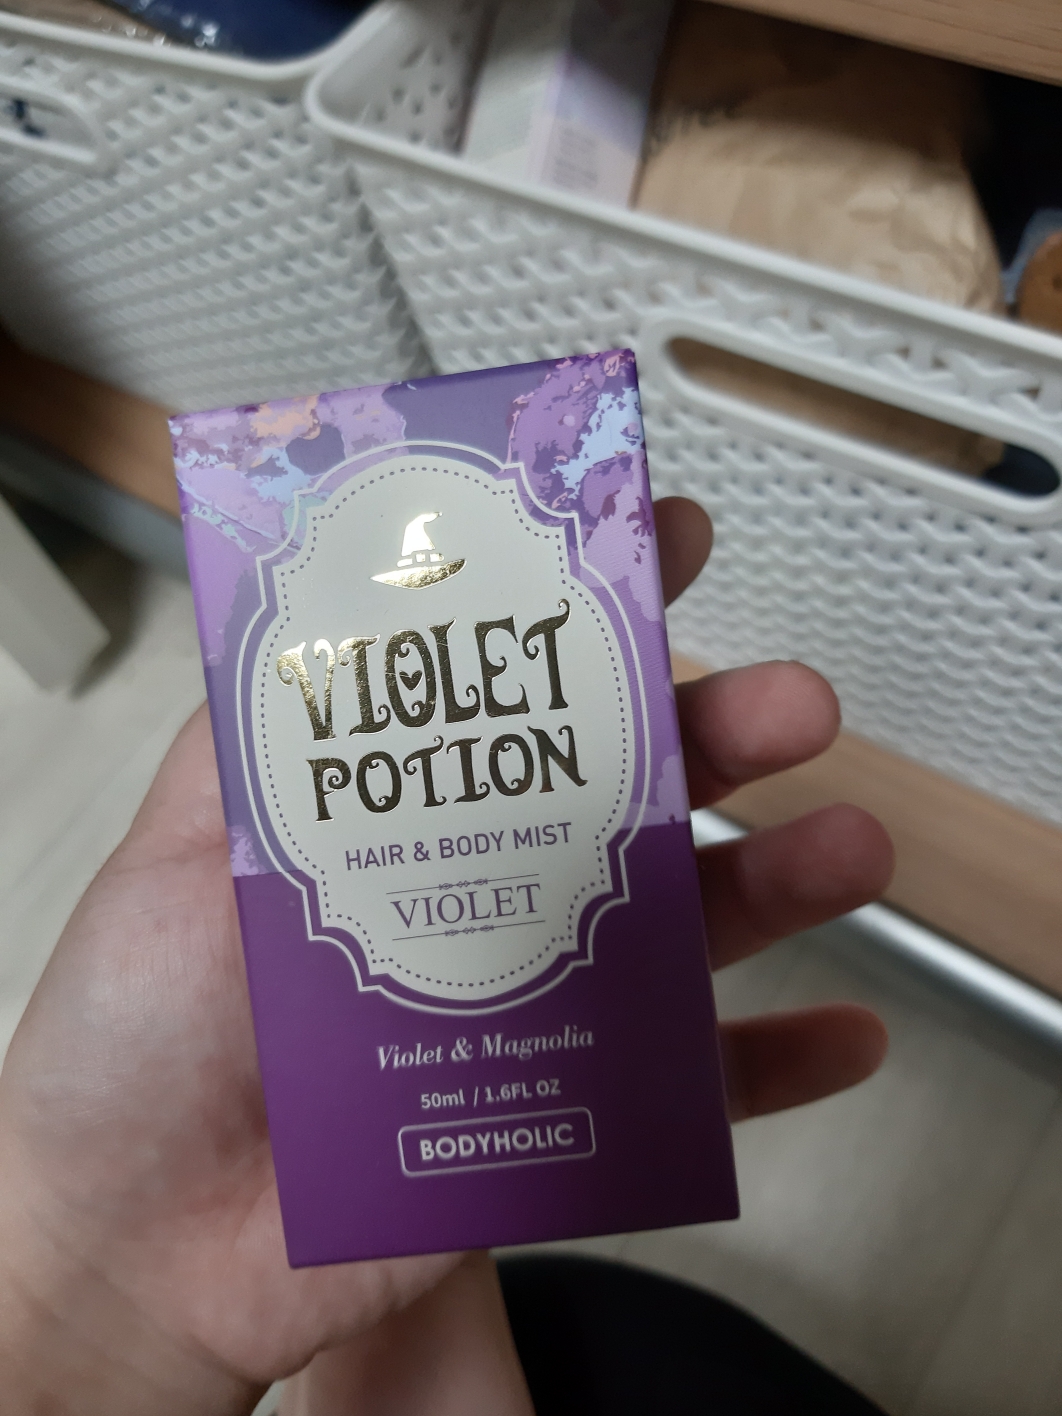 VIOLET
POTION
HAIR & BODY MIST
VIOLET
Violet & Magnolia
50ml / 1.6FL OZ
BODYHOLIC